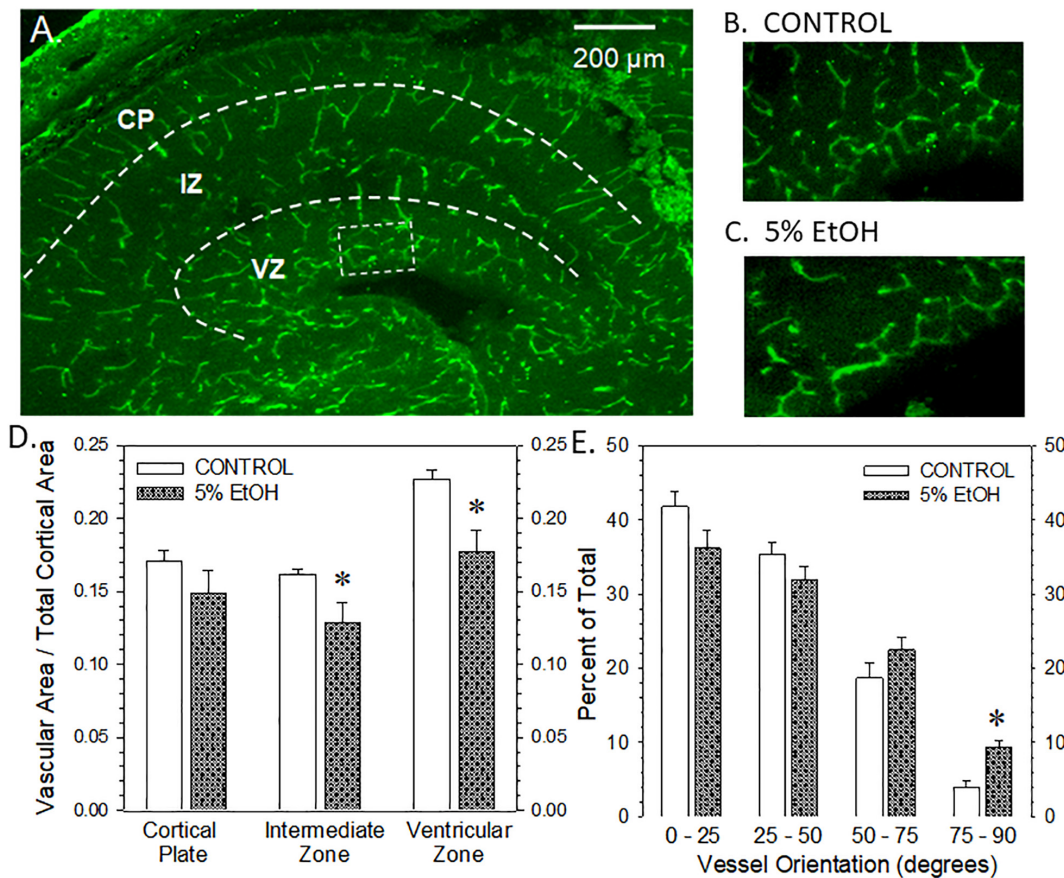 A.
200 µm
CP
IZ
VZ
B. CONTROL
C. 5% EtOH
D.
Vascular Area / Total Cortical Area
0.25
0.20
0.15
0.10
0.05
0.00
CONTROL
5% EtOH
*
*
0.25
0.20
0.15
0.10
0.05
0.00
Cortical Plate
Intermediate Zone
Ventricular Zone
E.
Percent of Total
50
40
30
20
10
0
CONTROL
5% EtOH
*
50
40
30
20
10
0
0 - 25
25 - 50
50 - 75
75 - 90
Vessel Orientation (degrees)